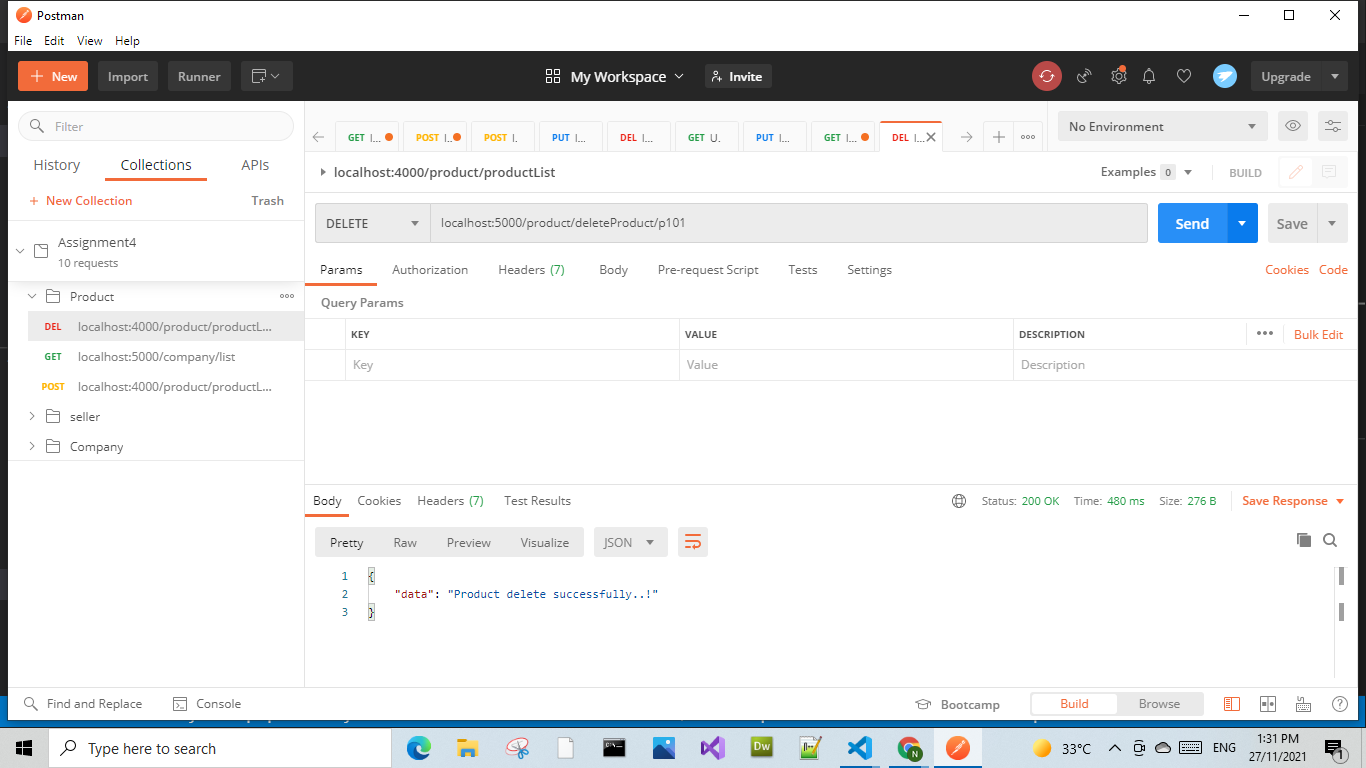 Postman
File Edit View Help
+ New Import Runner My Workspace Invite Upgrade
Filter
History Collections APIs
+ New Collection Trash
Assignment4
10 requests
Product
DEL localhost:4000/product/productL...
GET localhost:5000/company/list
POST localhost:4000/product/productL...
seller
Company
GET l... POST l.. POST l. PUT l... DEL l... GET U. PUT l... GET l... DEL l...
No Environment
localhost:4000/product/productList Examples 0 BUILD
DELETE localhost:5000/product/deleteProduct/p101 Send Save
Params Authorization Headers (7) Body Pre-request Script Tests Settings Cookies Code
Query Params
KEY VALUE DESCRIPTION Bulk Edit
Key Value Description
Body Cookies Headers (7) Test Results Status: 200 OK Time: 480 ms Size: 276 B Save Response
Pretty Raw Preview Visualize JSON
1 {
2 "data": "Product delete successfully..!"
3 }
Find and Replace Console Bootcamp Build Browse
Type here to search Dw N 33°C ENG 1:31 PM
27/11/2021 1